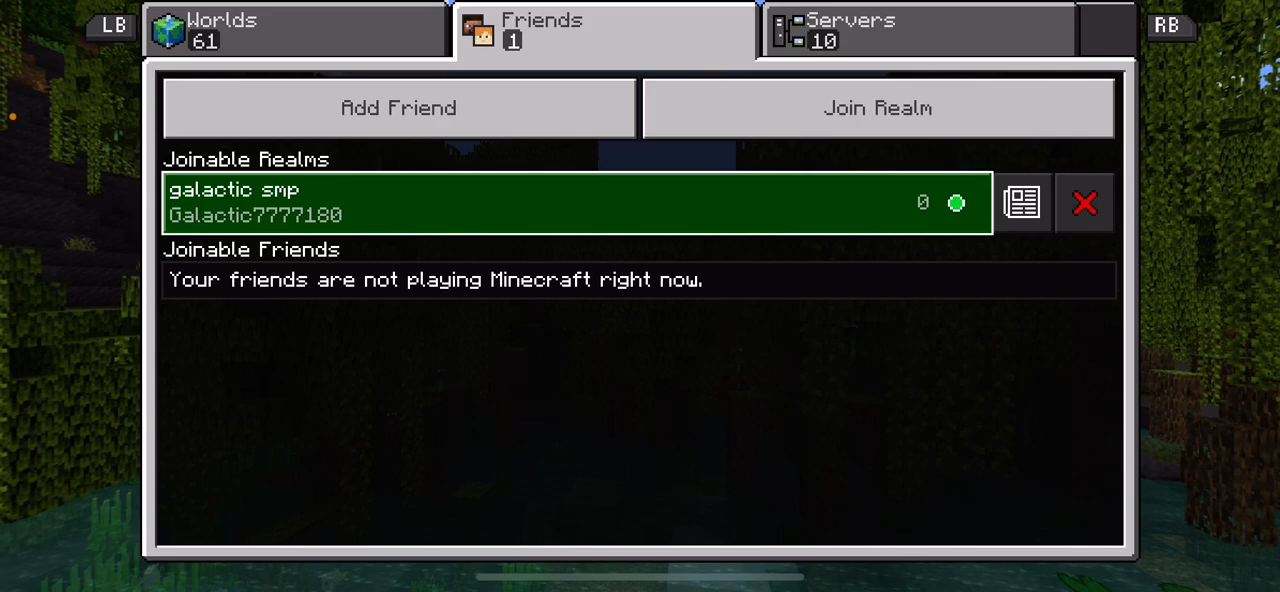 LB
Worlds
61
Friends
1
Servers
10
RB
Add Friend
Join Realm
Joinable Realms
galactic smp
Galactic7777180
0
Joinable Friends
Your friends are not playing Minecraft right now.